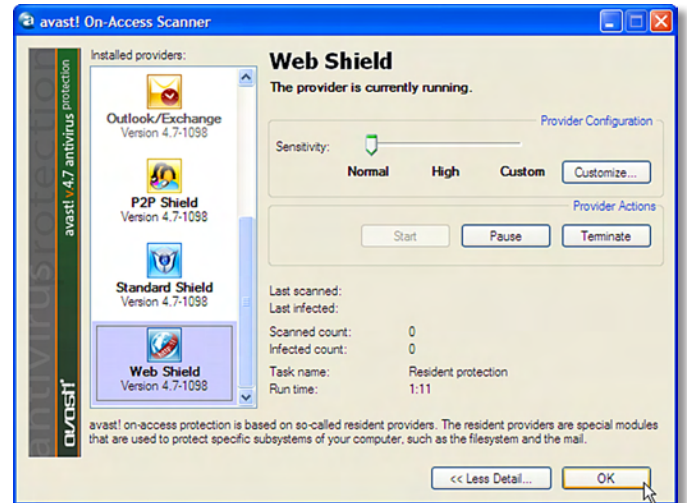 avast! On-Access Scanner
antivirusrotection
avast! v.4.7 antivirus protection
avast!
Installed providers:
Outlook/Exchange
Version 4.7-1098
P2P Shield
Version 4.7-1098
Standard Shield
Version 4.7-1098
Web Shield
Version 4.7-1098
Web Shield
The provider is currently running.
Provider Configuration
Sensitivity:
Normal High Custom Customize...
Provider Actions
Start Pause Terminate
Last scanned:
Last infected:
Scanned count: 0
Infected count: 0
Task name: Resident protection
Run time: 1:11
avast! on-access protection is based on so-called resident providers. The resident providers are special modules
that are used to protect specific subsystems of your computer, such as the filesystem and the mail.
<< Less Detail... OK